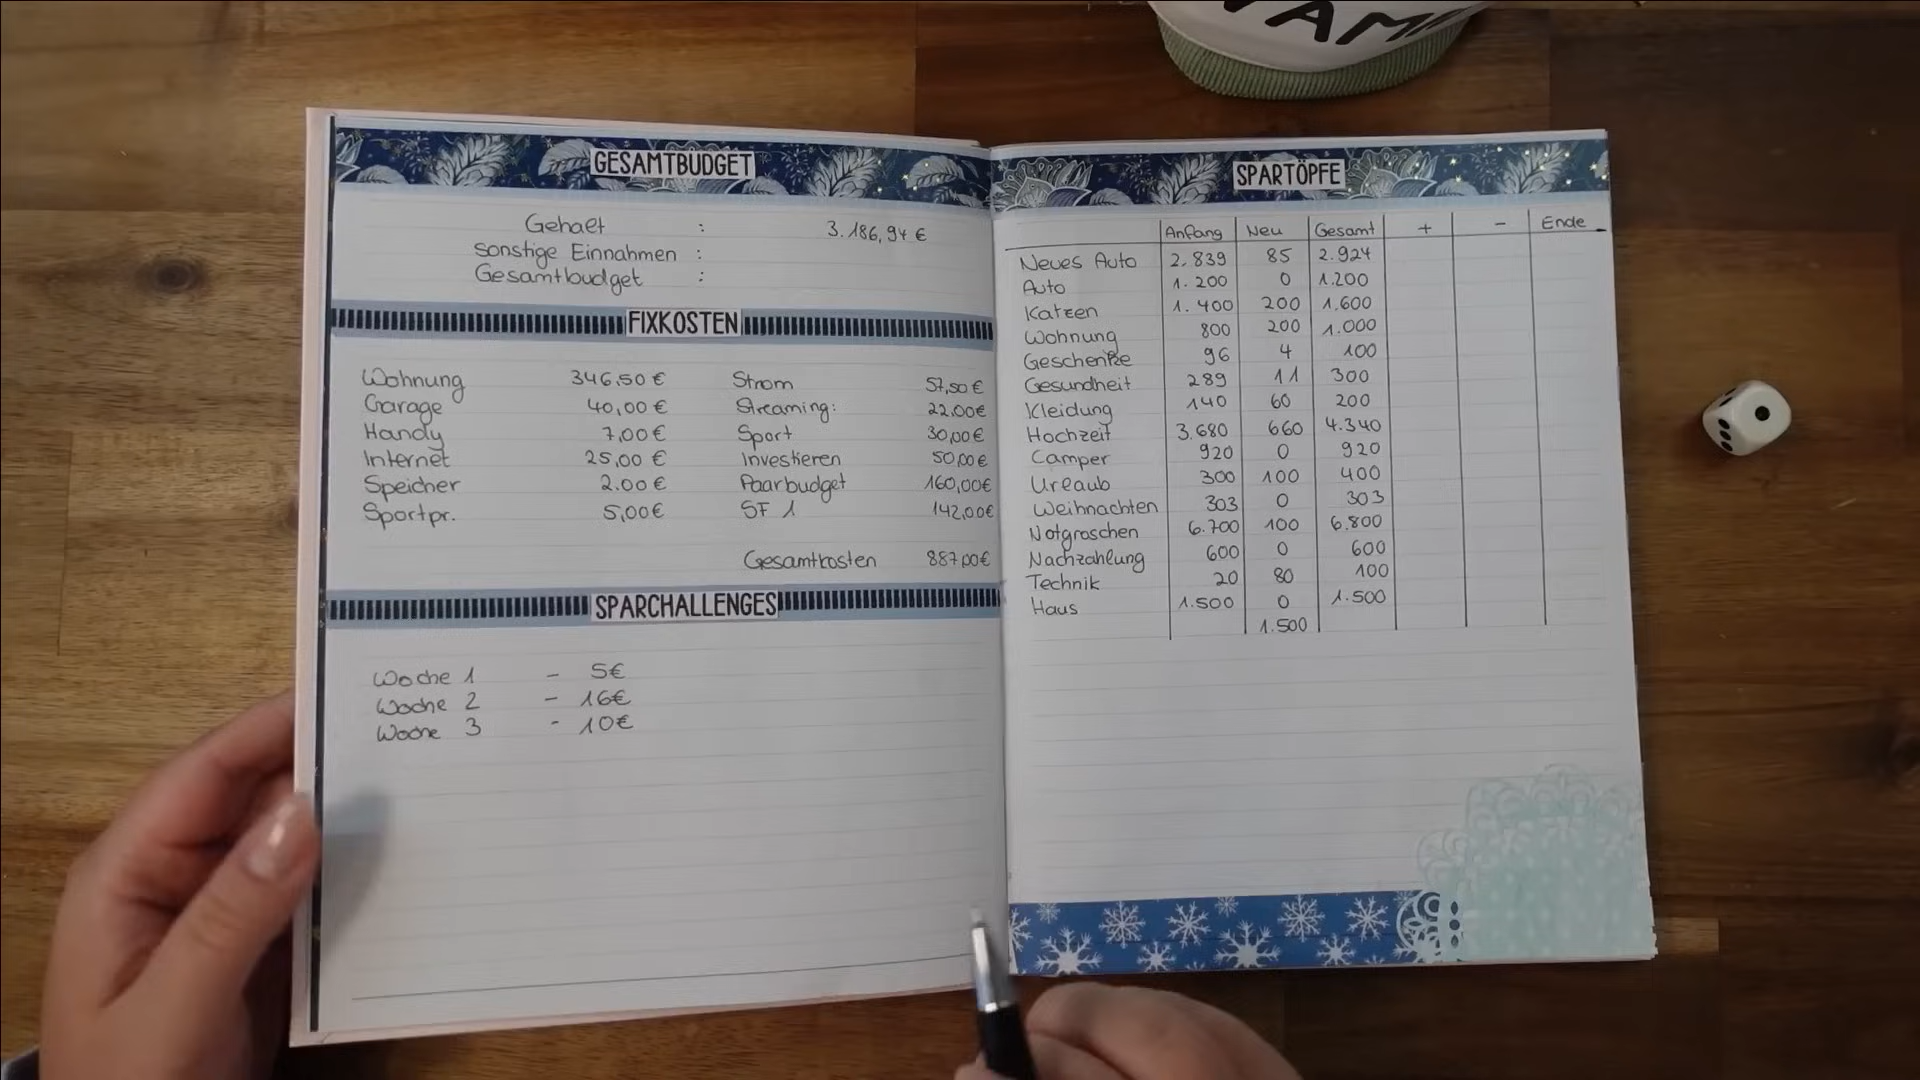 GESAMTBUDGET
Gehalt : 3.186,94 €
sonstige Einnahmen :
Gesamtbudget :
FIXKOSTEN
Wohnung 346,50 € Strom 57,50 €
Garage 40,00 € Streaming: 22.00€
Handy 7,00 € Sport 30,00 €
Internet 25,00 € Investieren 50,00€
Speicher 2.00 € Paarbudget 160,00€
Sportpr. 5,00€ SF 1 142,00€
Gesamtkosten 887,00€
SPARCHALLENGES
Woche 1 - 5€
Woche 2 - 16€
Woche 3 - 10€
SPARTÖPFE
Anfang Neu Gesamt + - Ende
Neues Auto 2.839 85 2.924
Auto 1.200 0 1.200
Katzen 1.400 200 1.600
Wohnung 800 200 1.000
Geschenke 96 4 100
Gesundheit 289 11 300
Kleidung 140 60 200
Hochzeit 3.680 660 4.340
Camper 920 0 920
Urlaub 300 100 400
Weihnachten 303 0 303
Notgroschen 6.700 100 6.800
Nachzahlung 600 0 600
Technik 20 80 100
Haus 1.500 0 1.500
1.500